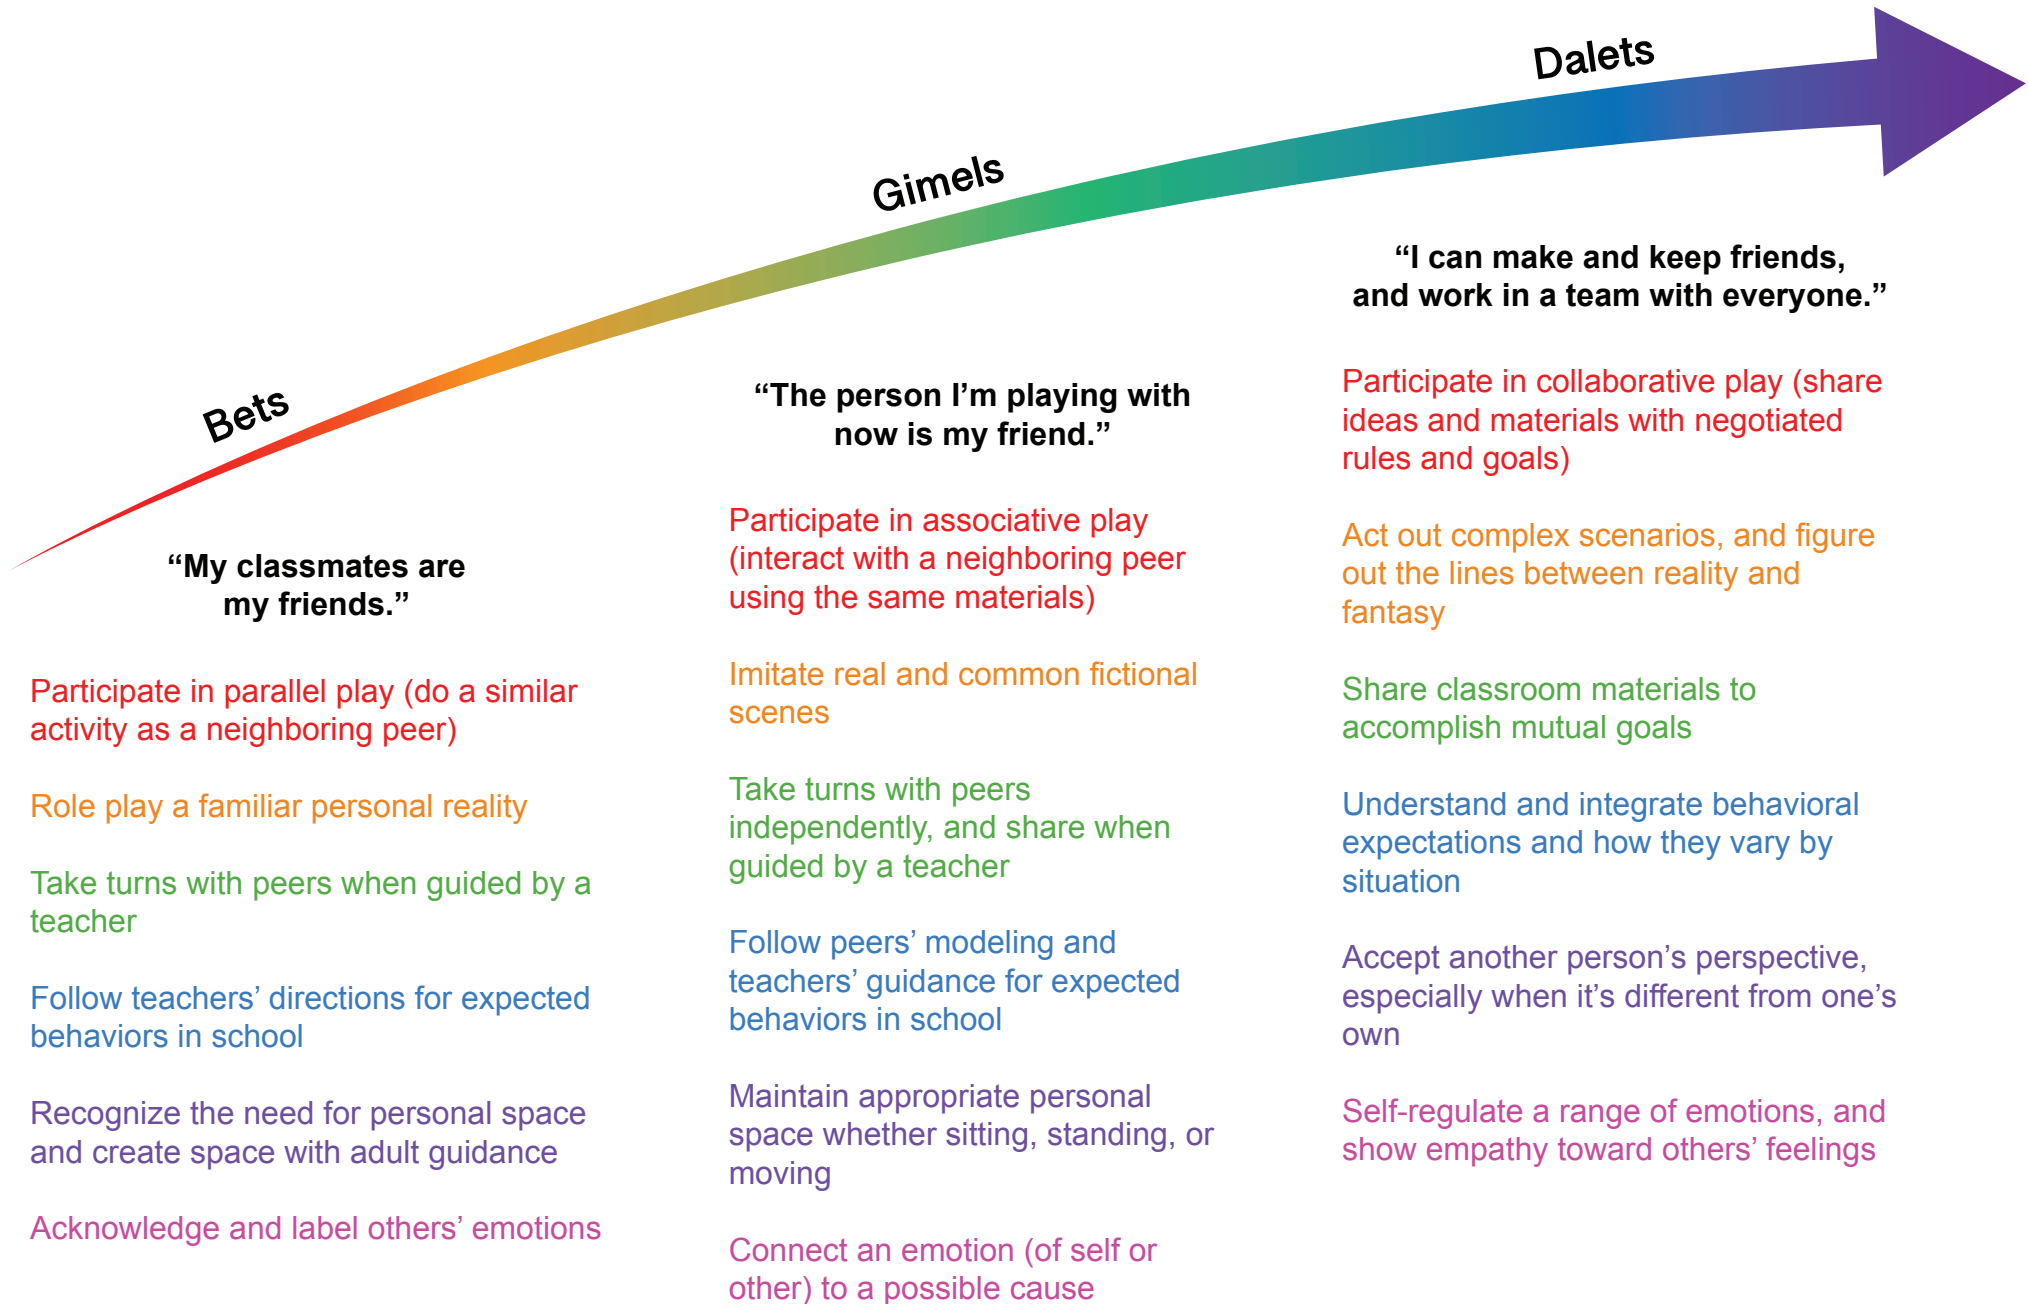 Bets
“My classmates are
my friends.”
Participate in parallel play (do a similar
activity as a neighboring peer)
Role play a familiar personal reality
Take turns with peers when guided by a
teacher
Follow teachers’ directions for expected
behaviors in school
Recognize the need for personal space
and create space with adult guidance
Acknowledge and label others’ emotions
Gimels
“The person I’m playing with
now is my friend.”
Participate in associative play
(interact with a neighboring peer
using the same materials)
Imitate real and common fictional
scenes
Take turns with peers
independently, and share when
guided by a teacher
Follow peers’ modeling and
teachers’ guidance for expected
behaviors in school
Maintain appropriate personal
space whether sitting, standing, or
moving
Connect an emotion (of self or
other) to a possible cause
Dalets
“I can make and keep friends,
and work in a team with everyone.”
Participate in collaborative play (share
ideas and materials with negotiated
rules and goals)
Act out complex scenarios, and figure
out the lines between reality and
fantasy
Share classroom materials to
accomplish mutual goals
Understand and integrate behavioral
expectations and how they vary by
situation
Accept another person’s perspective,
especially when it’s different from one’s
own
Self-regulate a range of emotions, and
show empathy toward others’ feelings